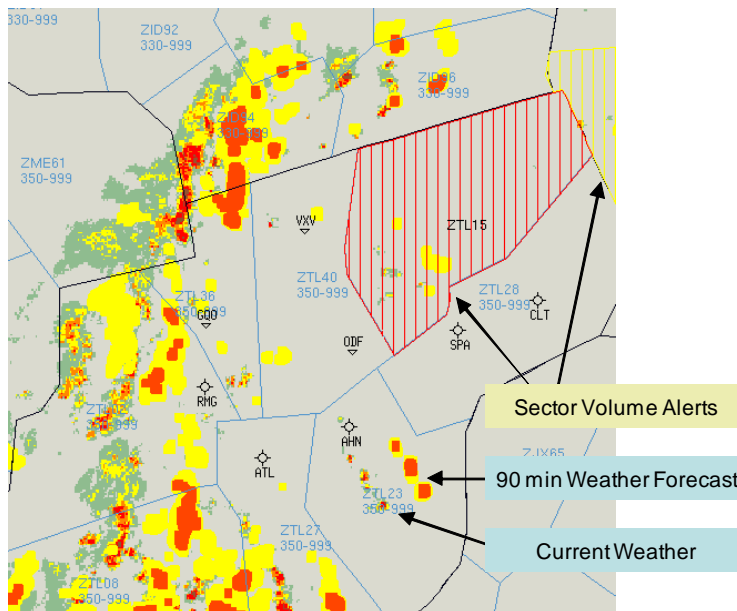 ZID92
330-999
ZID96
330-999
ZID94
330-999
ZME61
350-999
VXV
ZTL15
ZTL40
350-999
ZTL28
350-999
ZTL36
350-999
GQO
CLT
ODF
SPA
RMG
350-999
Sector Volume Alerts
AHN
ZJX65
ATL
90 min Weather Forecast
ZTL23
350-999
ZTL27
350-999
Current Weather
ZTL08
350-999